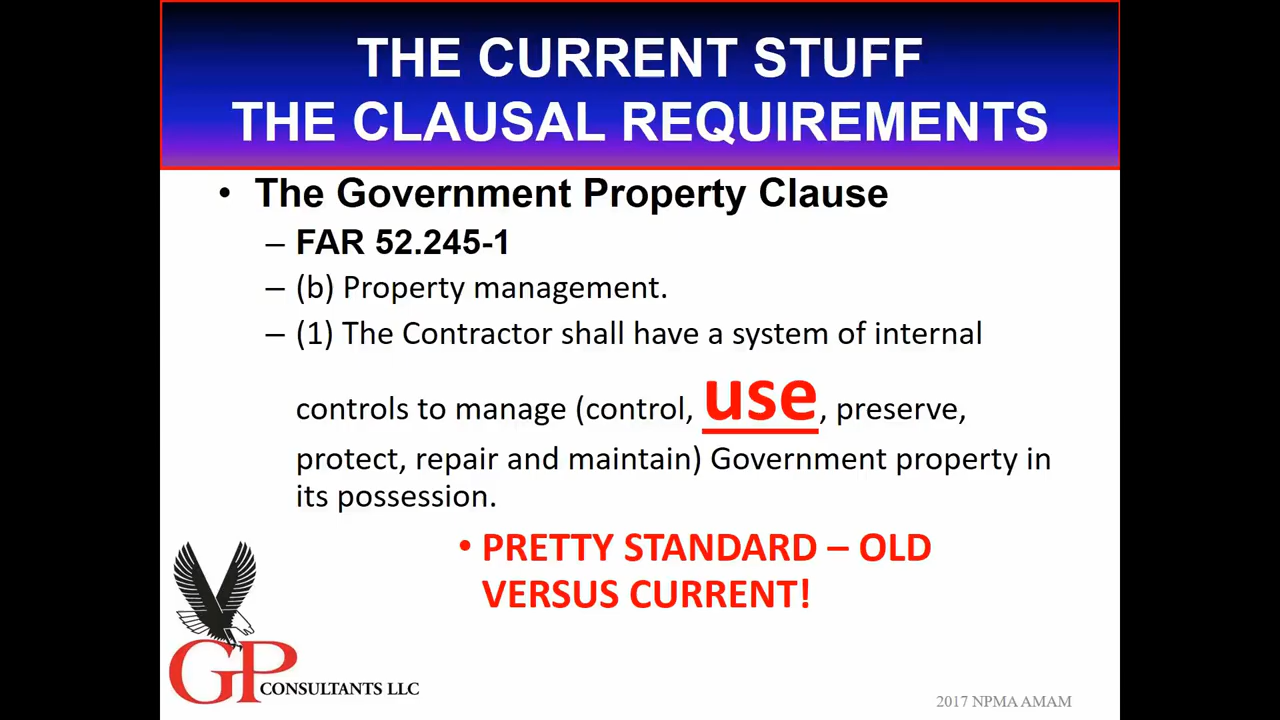 THE CURRENT STUFF
THE CLAUSAL REQUIREMENTS
• The Government Property Clause
– FAR 52.245-1
– (b) Property management.
– (1) The Contractor shall have a system of internal
controls to manage (control, use, preserve,
protect, repair and maintain) Government property in
its possession.
• PRETTY STANDARD – OLD
VERSUS CURRENT!
GP CONSULTANTS LLC
2017 NPMA AMAM